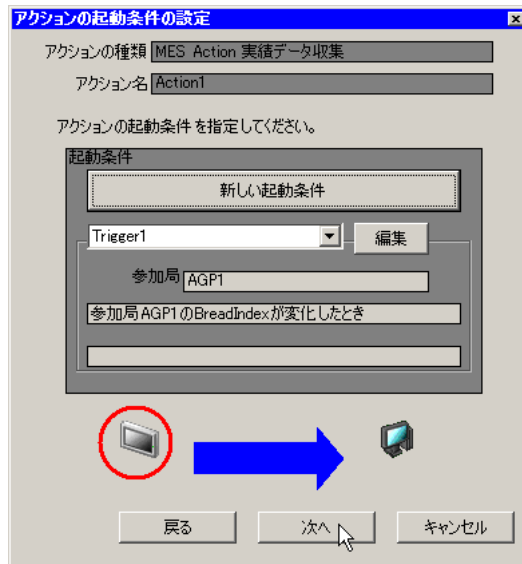 アクションの起動条件の設定
アクションの種類 MES Action 実績データ収集
アクション名 Action1
アクションの起動条件を指定してください。
起動条件
新しい起動条件
Trigger1
編集
参加局 AGP1
参加局AGP1のBreadIndexが変化したとき
戻る
次へ
キャンセル